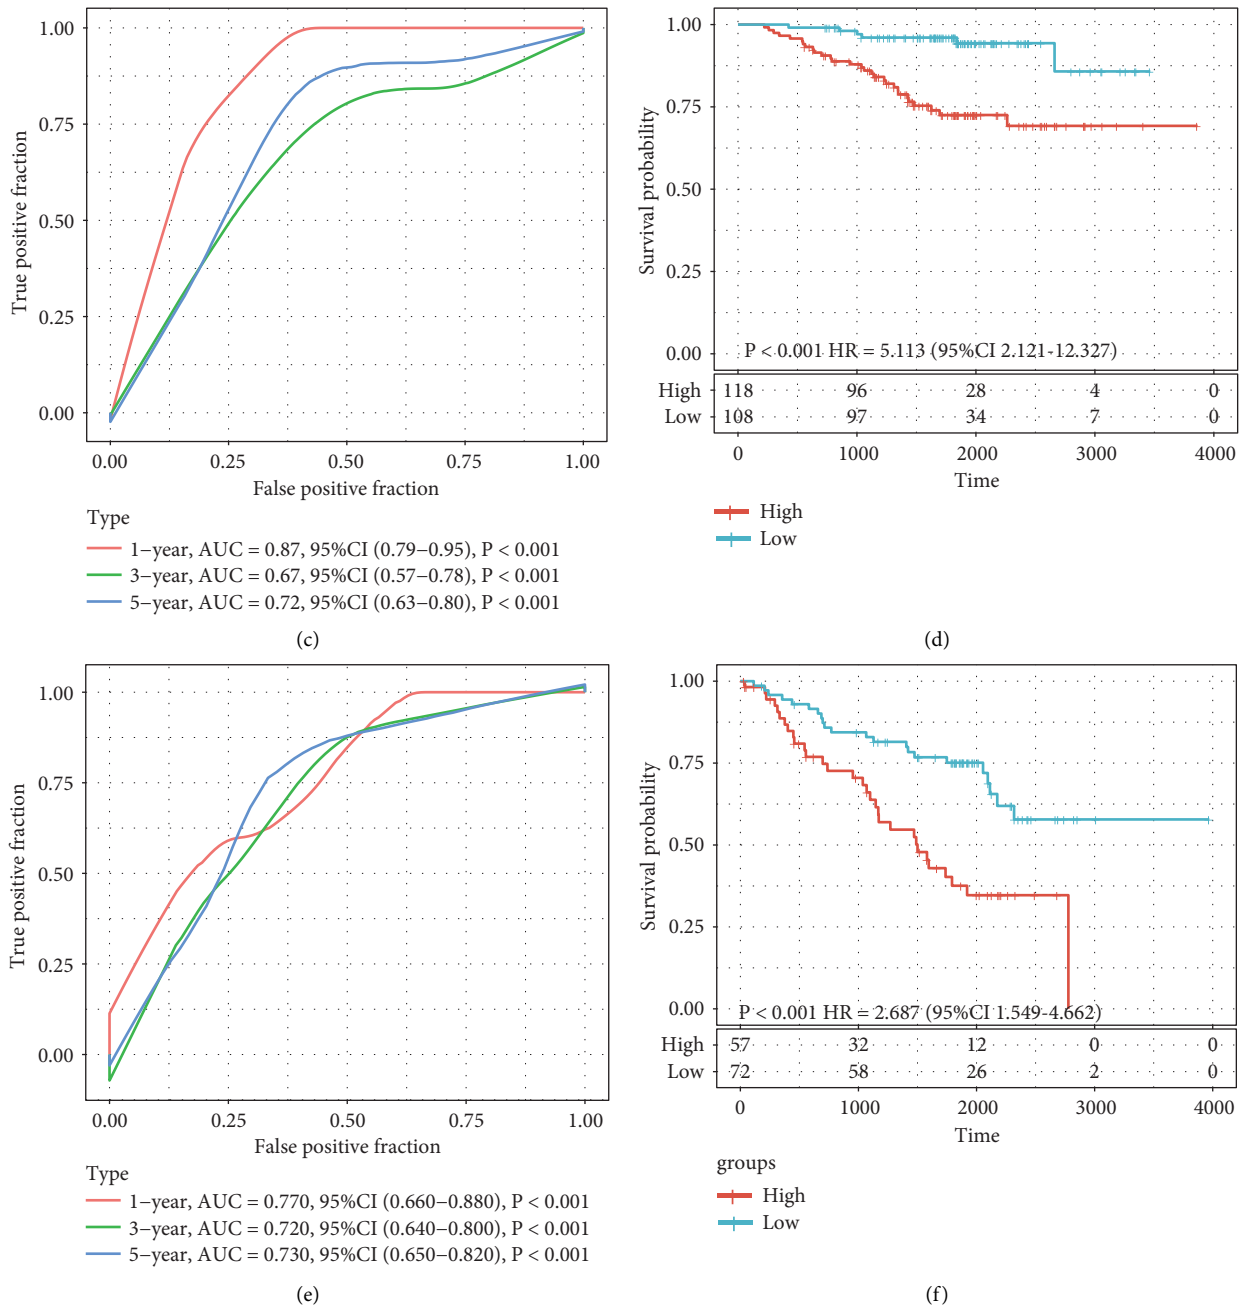 1.00
0.75
0.50
0.25
0.00
True positive fraction
0.00 0.25 0.50 0.75 1.00
False positive fraction
Type
1−year, AUC = 0.87, 95%CI (0.79−0.95), P < 0.001
3−year, AUC = 0.67, 95%CI (0.57−0.78), P < 0.001
5−year, AUC = 0.72, 95%CI (0.63−0.80), P < 0.001
(c)
1.00
0.75
0.50
0.25
0.00
Survival probability
P < 0.001 HR = 5.113 (95%CI 2.121-12.327)
High 118 96 28 4 0
Low 108 97 34 7 0
0 1000 2000 3000 4000
Time
High
Low
(d)
1.00
0.75
0.50
0.25
0.00
True positive fraction
0.00 0.25 0.50 0.75 1.00
False positive fraction
Type
1−year, AUC = 0.770, 95%CI (0.660−0.880), P < 0.001
3−year, AUC = 0.720, 95%CI (0.640−0.800), P < 0.001
5−year, AUC = 0.730, 95%CI (0.650−0.820), P < 0.001
(e)
1.00
0.75
0.50
0.25
0.00
Survival probability
P < 0.001 HR = 2.687 (95%CI 1.549-4.662)
High 57 32 12 0 0
Low 72 58 26 2 0
0 1000 2000 3000 4000
Time
groups
High
Low
(f)